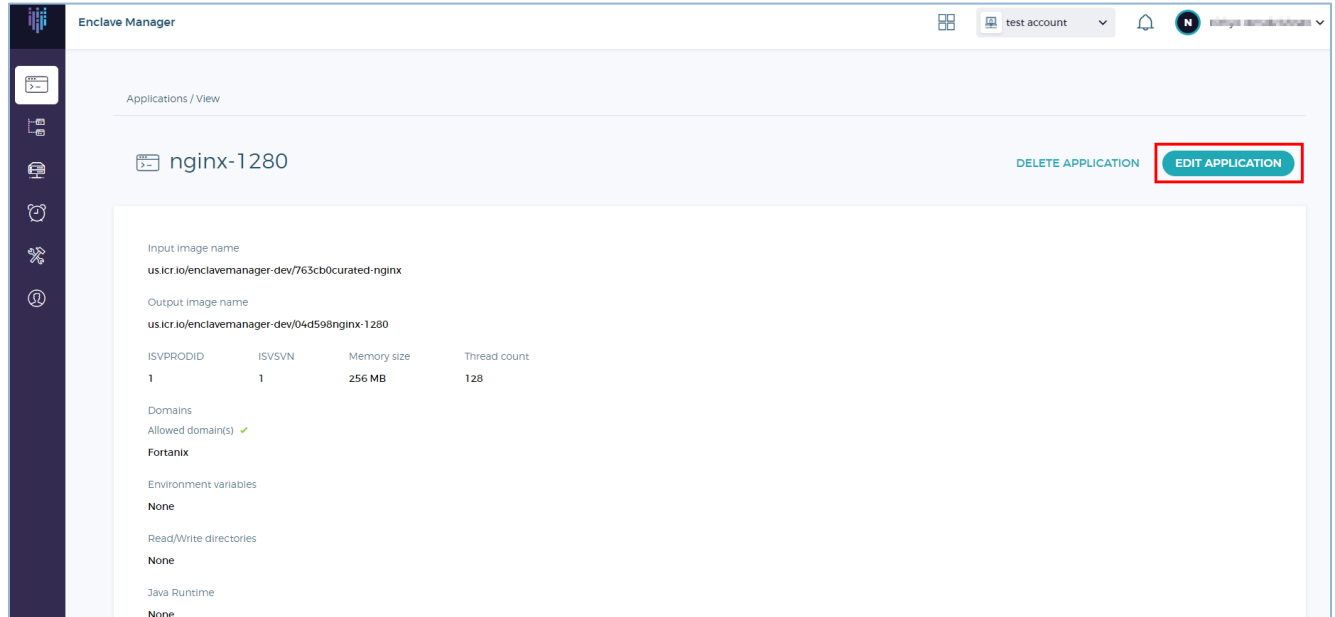 Enclave Manager
test account
N
Applications / View
nginx-1280
DELETE APPLICATION
EDIT APPLICATION
Input image name
us.icr.io/enclavemanager-dev/763cb0curated-nginx
Output image name
us.icr.io/enclavemanager-dev/04d598nginx-1280
ISVPRODID ISVSVN Memory size Thread count
1 1 256 MB 128
Domains
Allowed domain(s)
Fortanix
Environment variables
None
Read/Write directories
None
Java Runtime
None